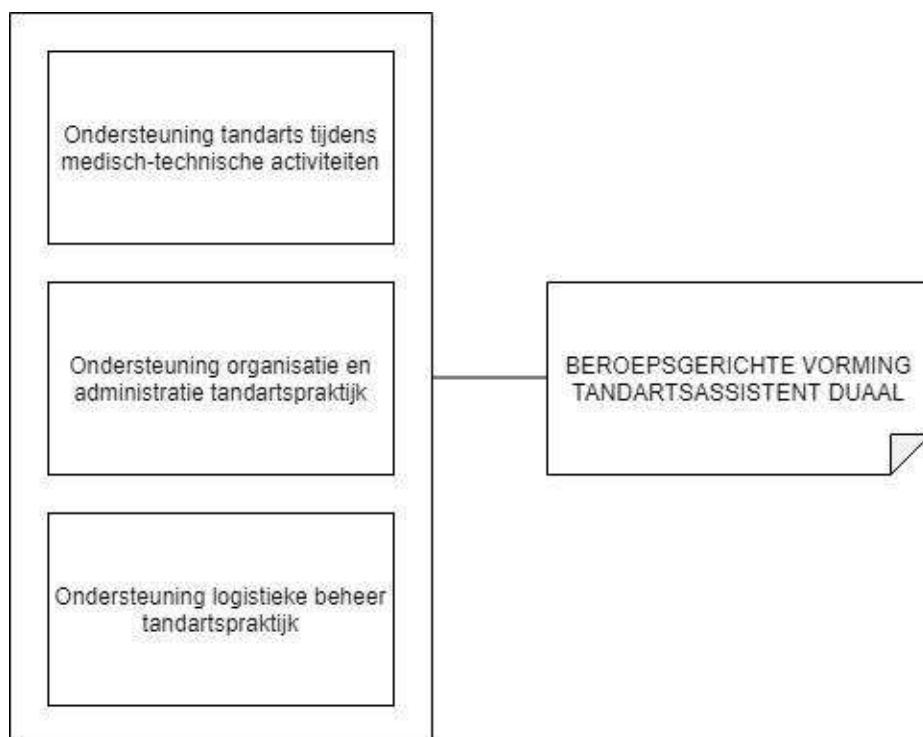 Ondersteuning tandarts tijdens
medisch-technische activiteiten
Ondersteuning organisatie en
administratie tandartspraktijk
Ondersteuning logistieke beheer
tandartspraktijk
BEROEPSGERICHTE VORMING
TANDARTSASSISTENT DUAAL